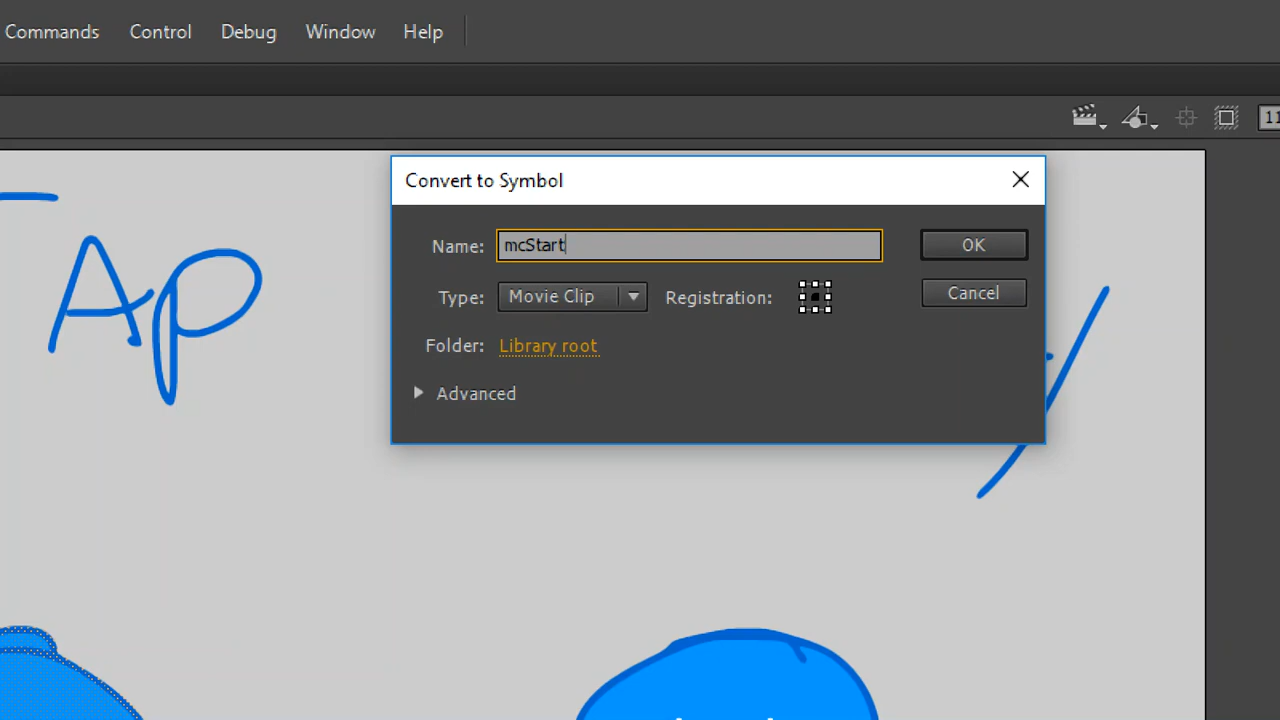 Commands Control Debug Window Help
11
Convert to Symbol
Name: mcStart OK
Type: Movie Clip Registration: Cancel
Folder: Library root
Advanced
Ap